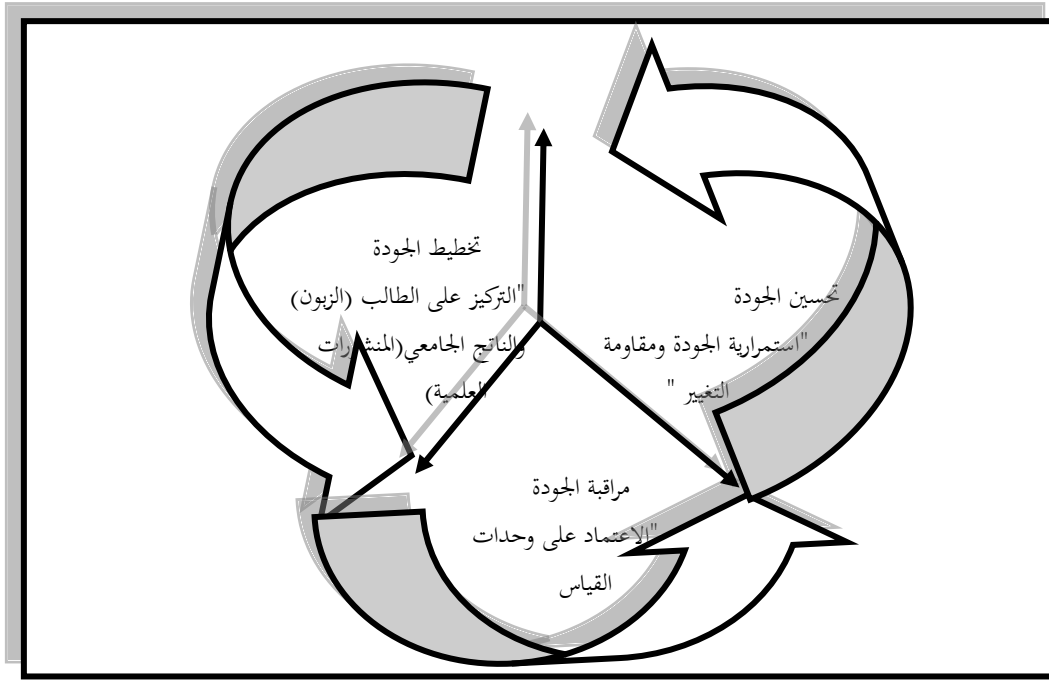 تخطيط الجودة
"التركيز على الطالب (الزبون)
والناتج الجامعي(المنشورات
العلمية)
تحسين الجودة
"استمرارية الجودة ومقاومة
التغيير "
مراقبة الجودة
"الاعتماد على وحدات
القياس